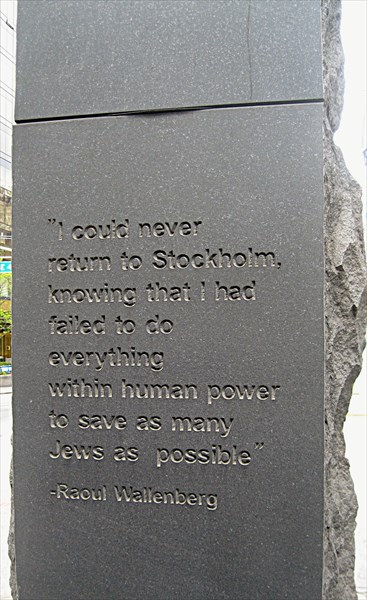 "I could never
return to Stockholm,
knowing that I had
failed to do
everything
within human power
to save as many
Jews as possible"
-Raoul Wallenberg